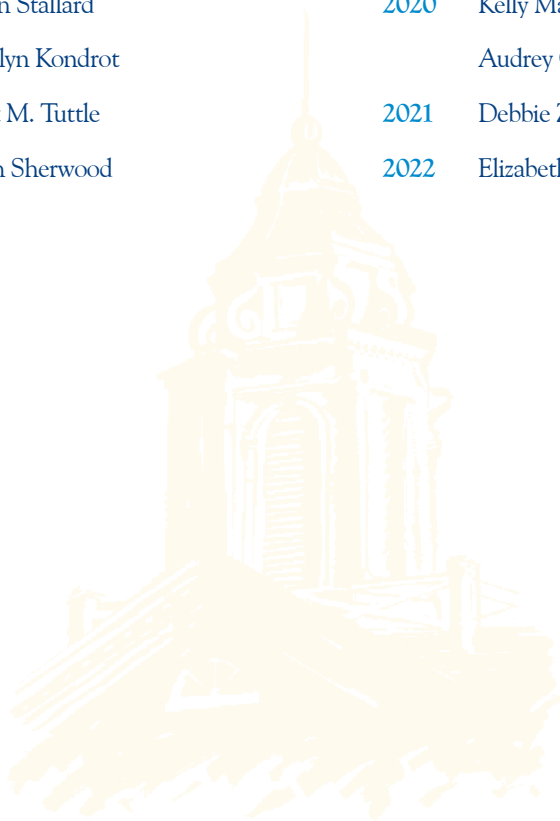 Stallard
2020 Kelly
Kondrot
Audrey
M. Tuttle
2021 Debbie
Sherwood
2022